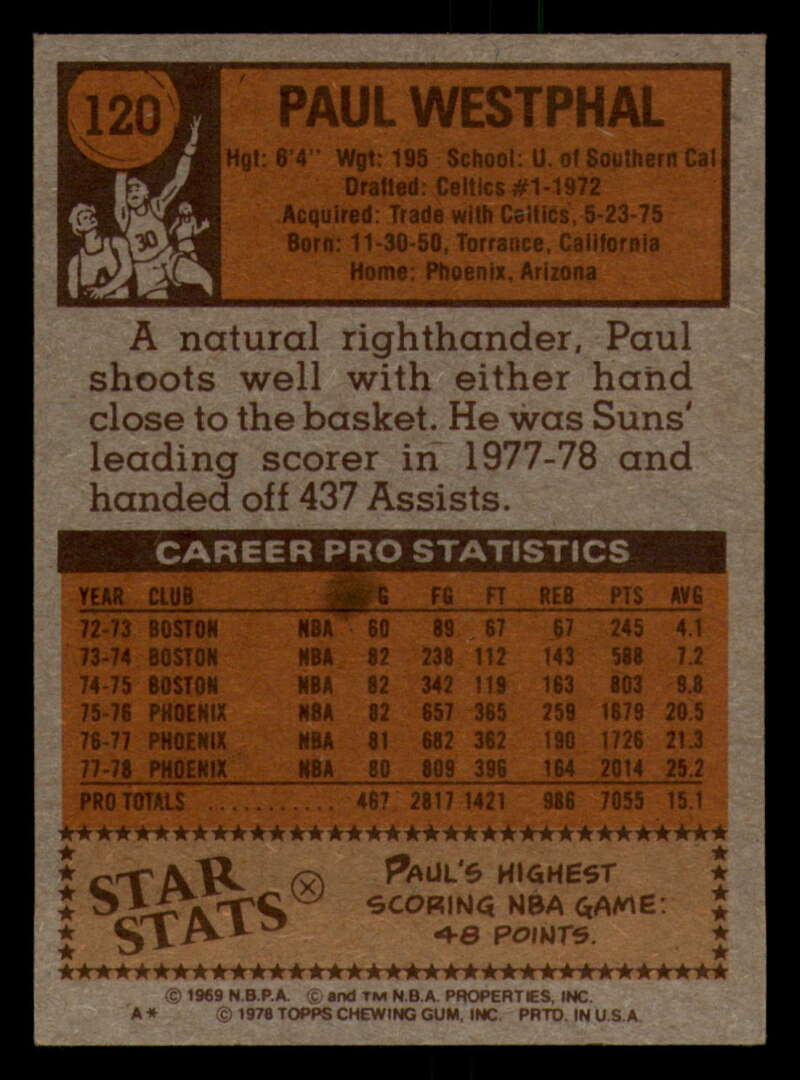 120
PAUL WESTPHAL
Hgt: 6'4" Wgt: 195 School: U. of Southern Cal
Drafted: Celtics #1-1972
Acquired: Trade with Celtics, 5-23-75
Born: 11-30-50, Torrance, California
Home: Phoenix, Arizona
30
A natural righthander, Paul
shoots well with either hand
close to the basket. He was Suns'
leading scorer in 1977-78 and
handed off 437 Assists.
CAREER PRO STATISTICS
YEAR CLUB G FG FT REB PTS AVG
72-73 BOSTON NBA 60 89 67 67 245 4.1
73-74 BOSTON NBA 82 238 112 143 588 7.2
74-75 BOSTON NBA 82 342 119 163 803 9.8
75-76 PHOENIX NBA 82 657 365 259 1679 20.5
76-77 PHOENIX NBA 81 682 362 190 1726 21.3
77-78 PHOENIX NBA 80 809 396 164 2014 25.2
PRO TOTALS ............ 467 2817 1421 986 7055 15.1
STAR STATS
PAUL'S HIGHEST
SCORING NBA GAME:
48 POINTS.
© 1969 N.B.P.A. © and TM N.B.A. PROPERTIES, INC.
A* © 1978 TOPPS CHEWING GUM, INC. PRTD. IN U.S.A.